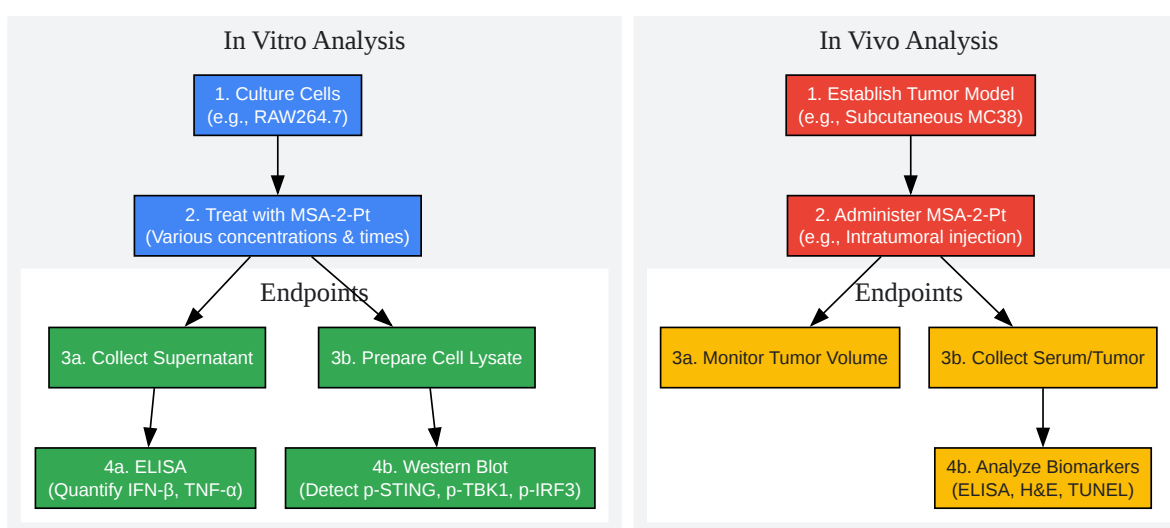 In Vitro Analysis
1. Culture Cells
(e.g., RAW264.7)
2. Treat with MSA-2-Pt
(Various concentrations & times)
Endpoints
3a. Collect Supernatant
3b. Prepare Cell Lysate
4a. ELISA
(Quantify IFN-β, TNF-α)
4b. Western Blot
(Detect p-STING, p-TBK1, p-IRF3)
In Vivo Analysis
1. Establish Tumor Model
(e.g., Subcutaneous MC38)
2. Administer MSA-2-Pt
(e.g., Intratumoral injection)
Endpoints
3a. Monitor Tumor Volume
3b. Collect Serum/Tumor
4b. Analyze Biomarkers
(ELISA, H&E, TUNEL)